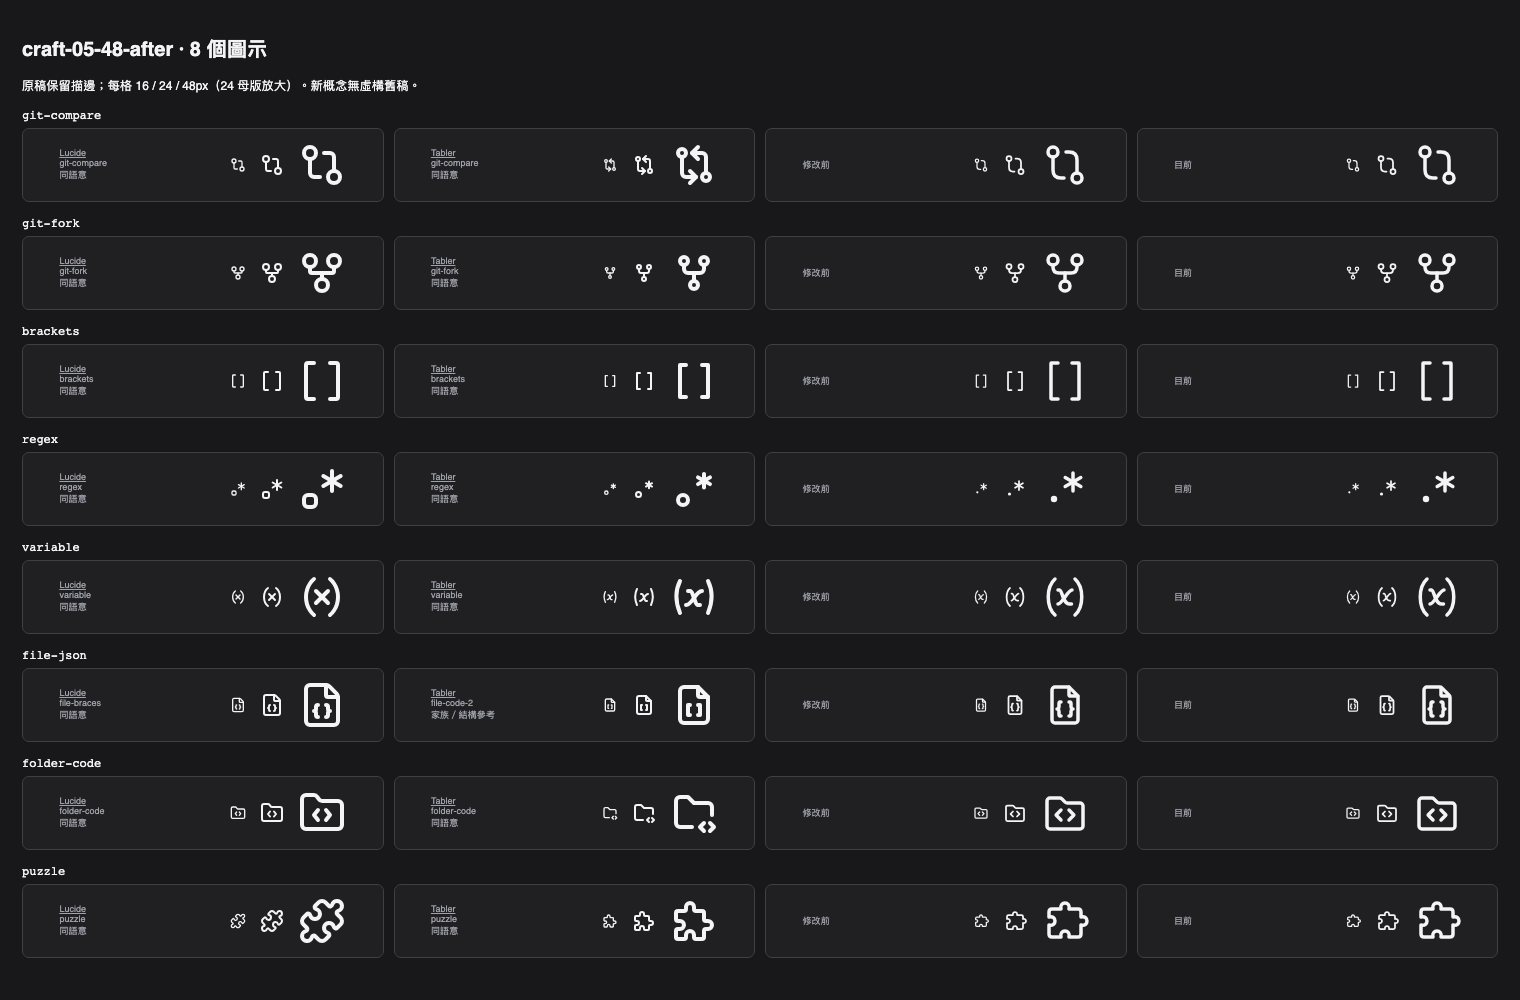 craft-05-48-after · 8 個圖示
原稿保留描邊；每格 16 / 24 / 48px（24 母版放大）。新概念無虛構舊稿。
git-compare
Lucide
git-compare
同語意
Tabler
git-compare
同語意
修改前
目前
git-fork
Lucide
git-fork
同語意
Tabler
git-fork
同語意
修改前
目前
brackets
Lucide
brackets
同語意
Tabler
brackets
同語意
修改前
目前
regex
Lucide
regex
同語意
Tabler
regex
同語意
修改前
目前
variable
Lucide
variable
同語意
Tabler
variable
同語意
修改前
目前
file-json
Lucide
file-braces
同語意
Tabler
file-code-2
家族 / 結構參考
修改前
目前
folder-code
Lucide
folder-code
同語意
Tabler
folder-code
同語意
修改前
目前
puzzle
Lucide
puzzle
同語意
Tabler
puzzle
同語意
修改前
目前